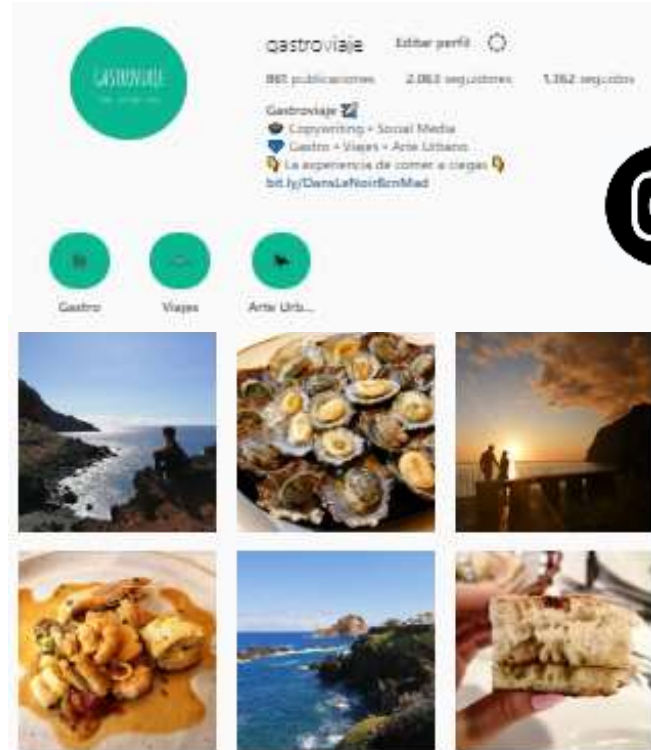 GASTROVIAJE
gastroviaje Editar perfil
861 publicaciones 2.063 seguidores 1.362 seguidos
Gastroviaje
Copywriting • Social Media
Gastro • Viajes • Arte Urbano
La experiencia de comer a ciegas
bit.ly/DansLeNoirBcnMad
Gastro Viajes Arte Urb...